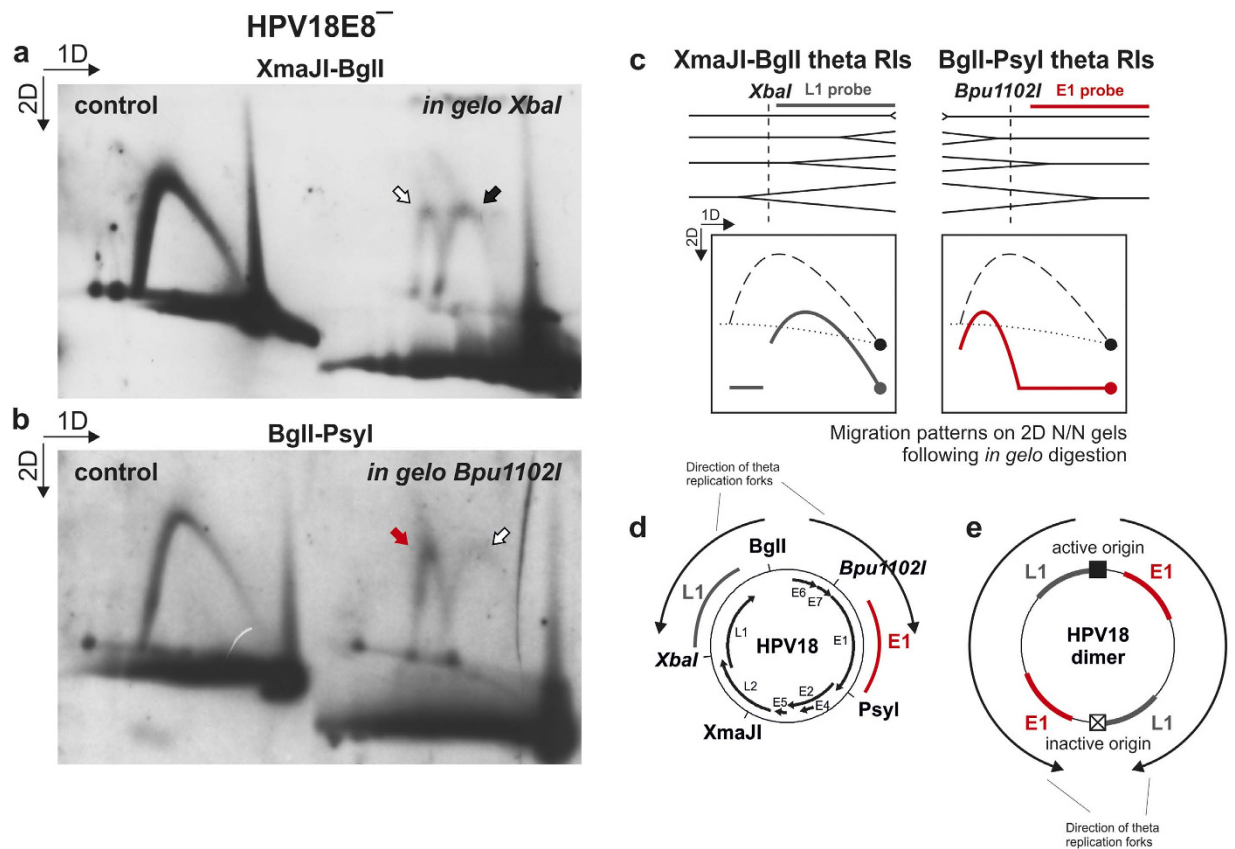 HPV18E8⁻
a
1D
2D
XmaJI-BglI
control
in gelo XbaI
b
1D
2D
BglI-PsyI
control
in gelo Bpu1102I
c
XmaJI-BglI theta RIs
BglI-PsyI theta RIs
XbaI
L1 probe
Bpu1102I
E1 probe
1D
2D
Migration patterns on 2D N/N gels
following in gelo digestion
Direction of theta
replication forks
d
BglI
Bpu1102I
L1
E6
E7
L1
HPV18
E1
E1
XbaI
L2
E5
E2
E4
PsyI
XmaJI
e
active origin
L1
E1
HPV18
dimer
E1
L1
inactive origin
Direction of theta
replication forks